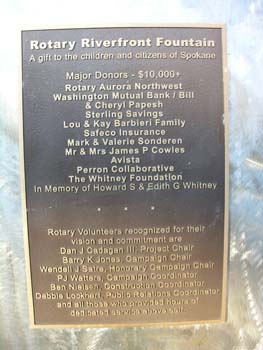 Rotary Riverfront Fountain
A gift to the children and citizens of Spokane
Major Donors - $10,000+
Rotary Aurora Northwest
Washington Mutual Bank / Bill
& Cheryl Papesh
Sterling Savings
Lou & Kay Barbieri Family
Safeco Insurance
Mark & Valerie Sonderen
Mr & Mrs James P Cowles
Avista
Perron Collaborative
The Whitney Foundation
In Memory of Howard S & Edith G Whitney
Rotary Volunteers recognized for their
vision and commitment are
Dan J Cadagan III, Project Chair
Barry K Jones, Campaign Chair
Wendell J Satre, Honorary Campaign Chair
PJ Watters, Campaign Coordinator
Ben Nielsen, Construction Coordinator
Debbie Lockhert, Public Relations Coordinator
and all those who provided hours of
dedicated service above self.